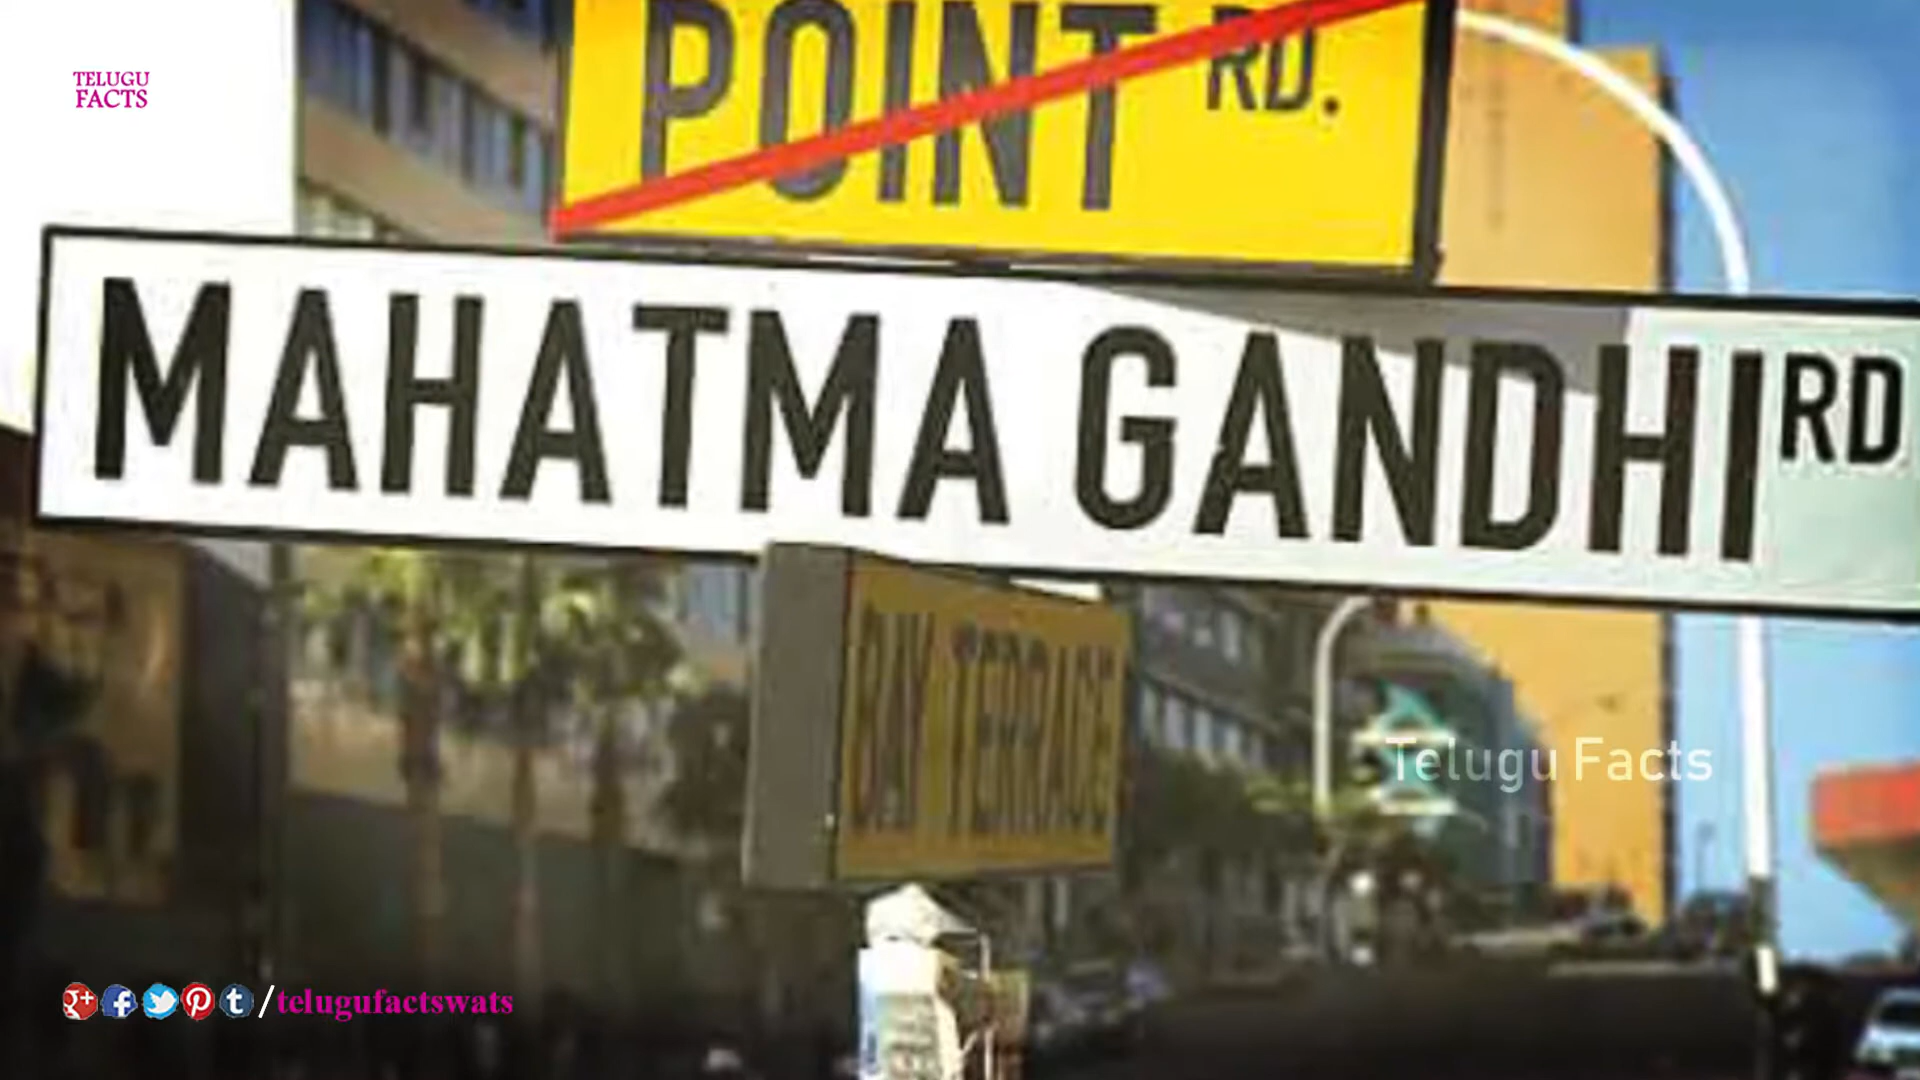 TELUGU
FACTS
POINT RD.
MAHATMA GANDHI RD
BAY TERRACE
Telugu Facts
/telugufactswats